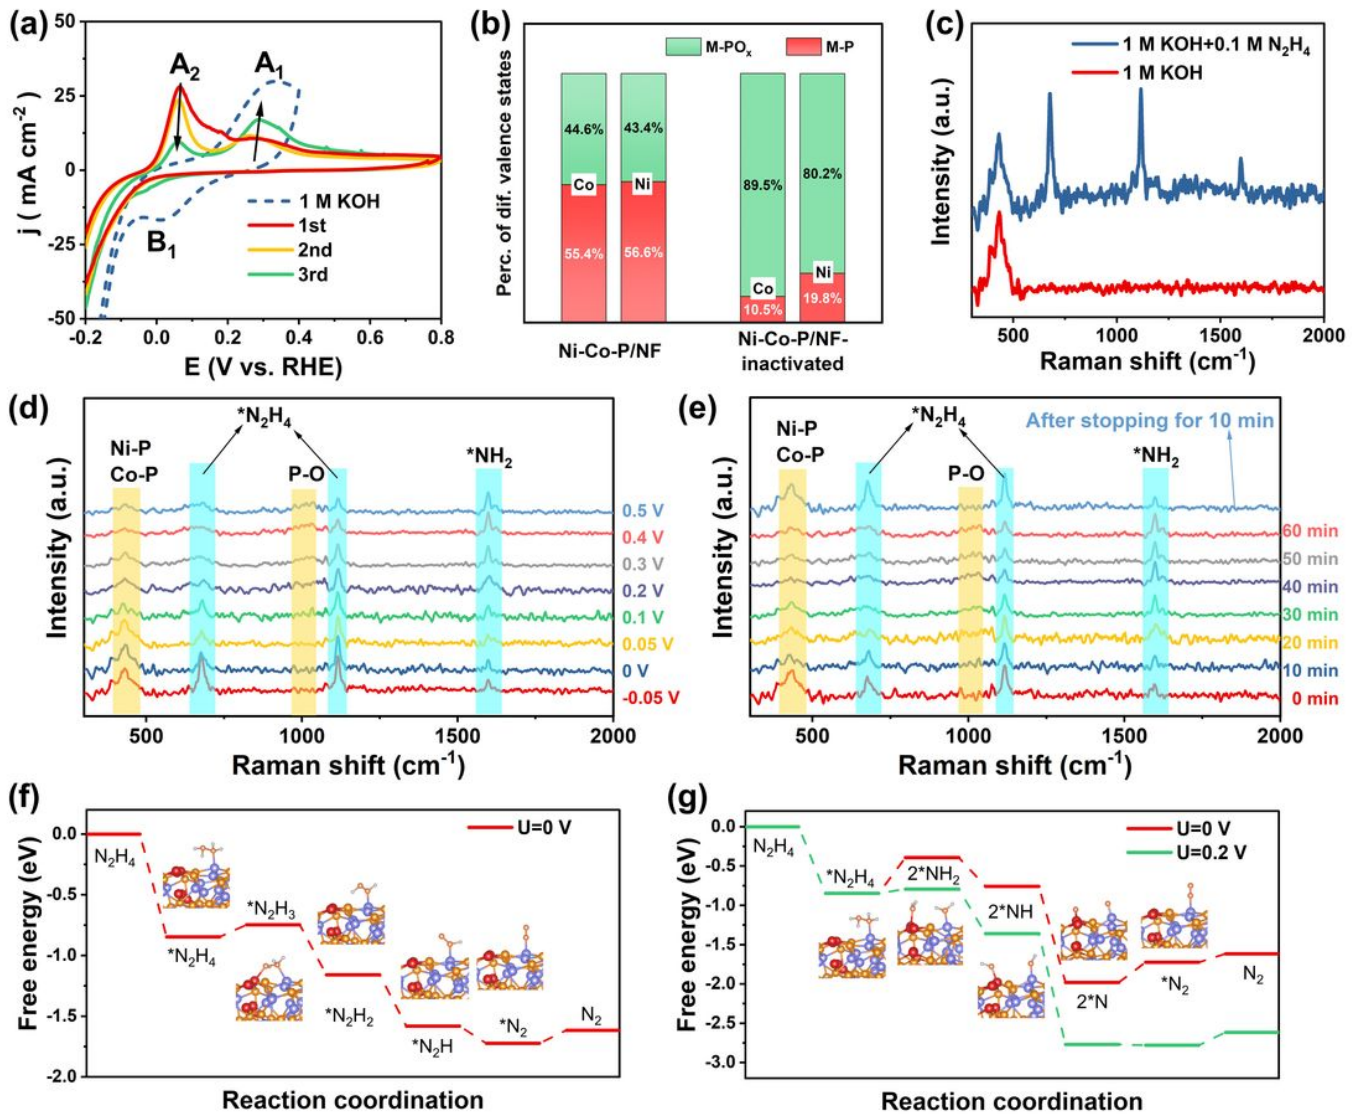 (a)
50
25
0
-25
-50
j ( mA cm⁻²)
A₂
A₁
B₁
1 M KOH
1st
2nd
3rd
-0.2
0.0
0.2
0.4
0.6
0.8
E (V vs. RHE)
(b)
Perc. of dif. valence states
M-POₓ
M-P
44.6%
43.4%
Co
Ni
55.4%
56.6%
89.5%
80.2%
Co
Ni
10.5%
19.8%
Ni-Co-P/NF
Ni-Co-P/NF-
inactivated
(c)
Intensity (a.u.)
1 M KOH+0.1 M N₂H₄
1 M KOH
500
1000
1500
2000
Raman shift (cm⁻¹)
(d)
Intensity (a.u.)
*N₂H₄
Ni-P
Co-P
P-O
*NH₂
0.5 V
0.4 V
0.3 V
0.2 V
0.1 V
0.05 V
0 V
-0.05 V
500
1000
1500
2000
Raman shift (cm⁻¹)
(e)
Intensity (a.u.)
*N₂H₄
After stopping for 10 min
Ni-P
Co-P
P-O
*NH₂
60 min
50 min
40 min
30 min
20 min
10 min
0 min
500
1000
1500
2000
Raman shift (cm⁻¹)
(f)
Free energy (eV)
0.0
-0.5
-1.0
-1.5
-2.0
U=0 V
N₂H₄
*N₂H₄
*N₂H₃
*N₂H₂
*N₂H
*N₂
N₂
Reaction coordination
(g)
Free energy (eV)
0.0
-0.5
-1.0
-1.5
-2.0
-2.5
-3.0
U=0 V
U=0.2 V
N₂H₄
*N₂H₄
2*NH₂
2*NH
2*N
*N₂
N₂
Reaction coordination